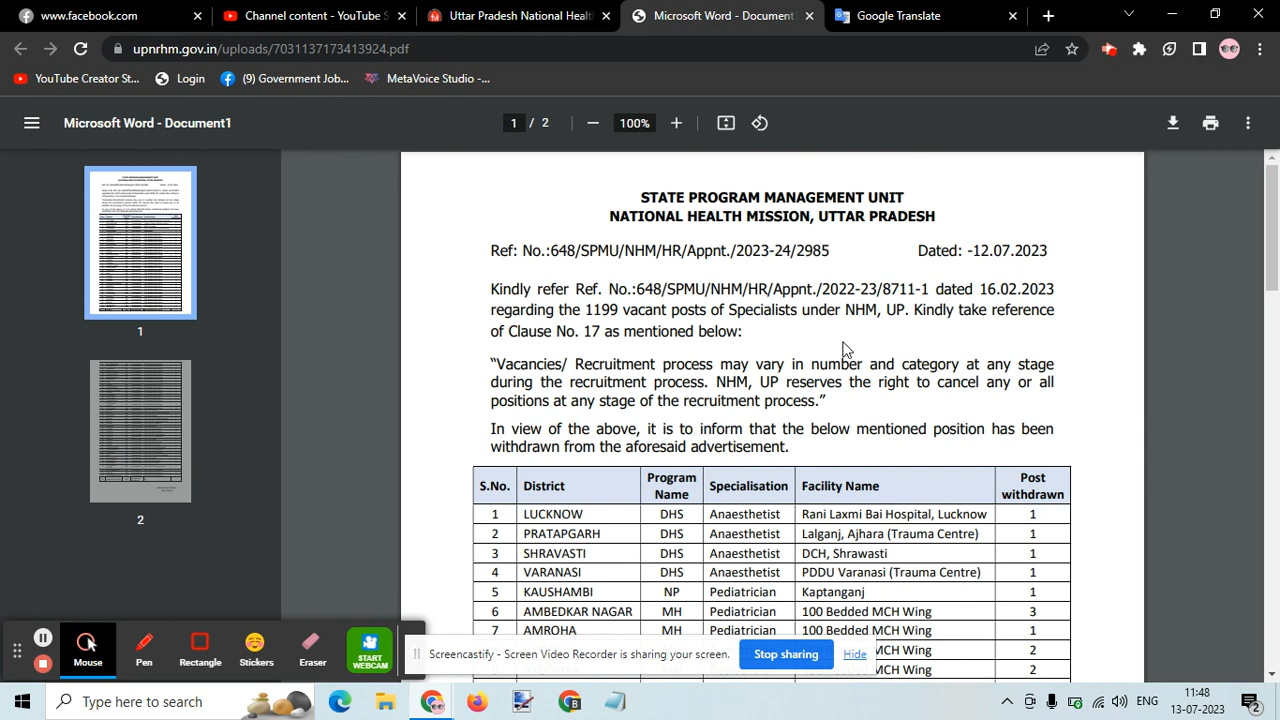 www.facebook.com
Channel content - YouTube S
Uttar Pradesh National Healt
Microsoft Word - Document
Google Translate
upnrhm.gov.in/uploads/7031137173413924.pdf
YouTube Creator St...
Login
(9) Government Job...
MetaVoice Studio -...
Microsoft Word - Document1
1 / 2
100%
STATE PROGRAM MANAGEMENT UNIT
NATIONAL HEALTH MISSION, UTTAR PRADESH
Ref: No.:648/SPMU/NHM/HR/Appnt./2023-24/2985 Dated: -12.07.2023
Kindly refer Ref. No.:648/SPMU/NHM/HR/Appnt./2022-23/8711-1 dated 16.02.2023
regarding the 1199 vacant posts of Specialists under NHM, UP. Kindly take reference
of Clause No. 17 as mentioned below:
“Vacancies/ Recruitment process may vary in number and category at any stage
during the recruitment process. NHM, UP reserves the right to cancel any or all
positions at any stage of the recruitment process.”
In view of the above, it is to inform that the below mentioned position has been
withdrawn from the aforesaid advertisement.
S.No. District Program Name Specialisation Facility Name Post withdrawn
1 LUCKNOW DHS Anaesthetist Rani Laxmi Bai Hospital, Lucknow 1
2 PRATAPGARH DHS Anaesthetist Lalganj, Ajhara (Trauma Centre) 1
3 SHRAVASTI DHS Anaesthetist DCH, Shrawasti 1
4 VARANASI DHS Anaesthetist PDDU Varanasi (Trauma Centre) 1
5 KAUSHAMBI NP Pediatrician Kaptanganj 1
6 AMBEDKAR NAGAR MH Pediatrician 100 Bedded MCH Wing 3
7 AMROHA MH Pediatrician 100 Bedded MCH Wing 1
MCH Wing 2
MCH Wing 2
1
2
Mouse
Pen
Rectangle
Stickers
Eraser
START
WEBCAM
Screencastify - Screen Video Recorder is sharing your screen.
Stop sharing
Hide
Type here to search
ENG
11:48
13-07-2023
2